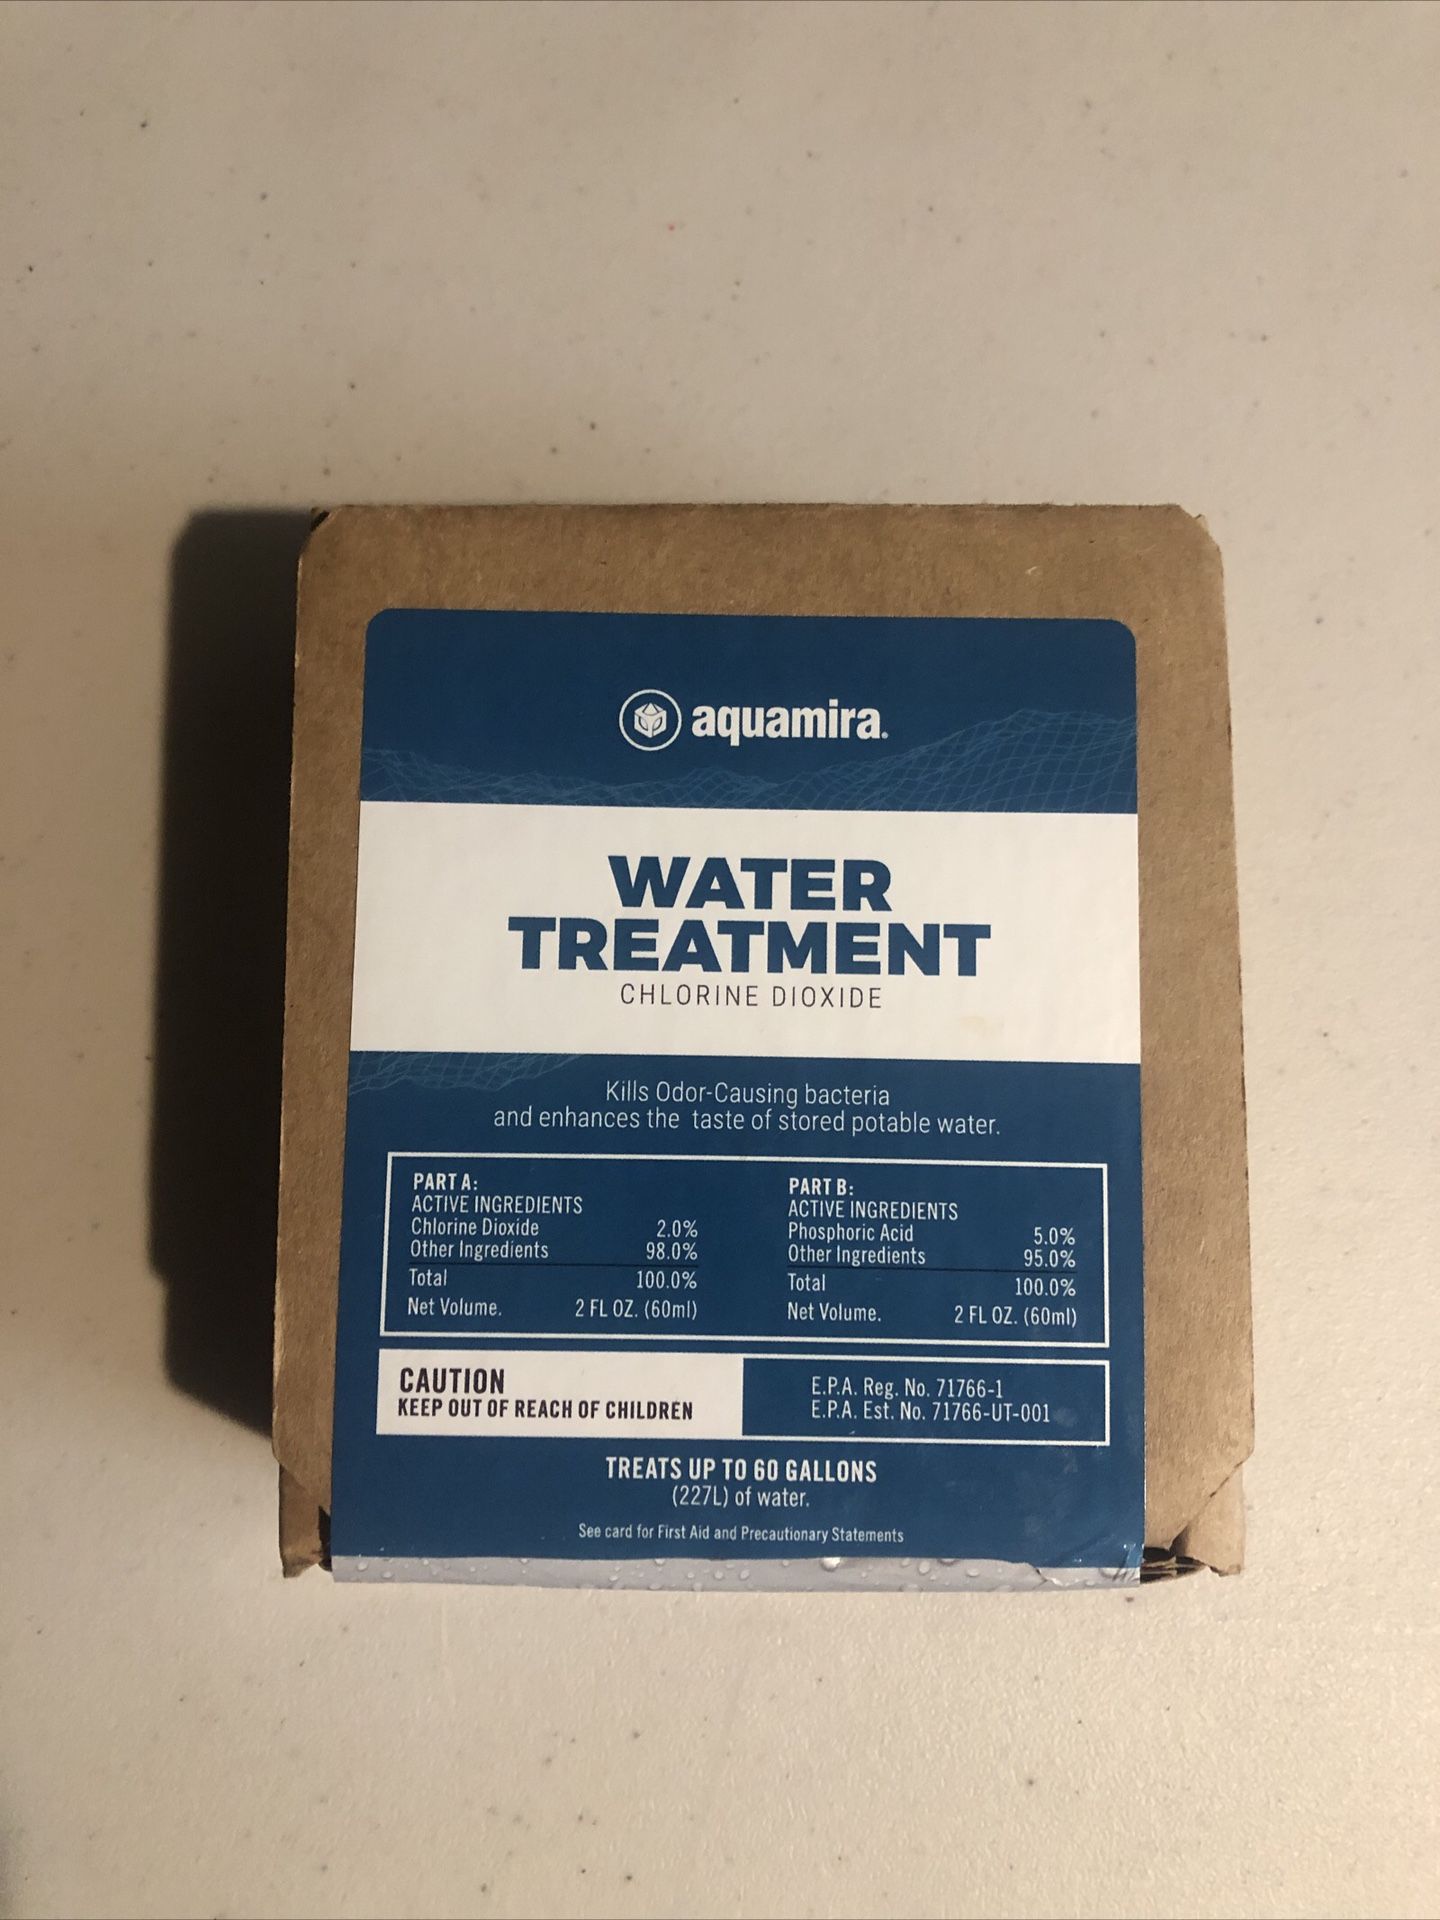 aquamira.
WATER
TREATMENT
CHLORINE DIOXIDE
Kills Odor-Causing bacteria
and enhances the taste of stored potable water.
PART A:
ACTIVE INGREDIENTS
Chlorine Dioxide 2.0%
Other Ingredients 98.0%
Total 100.0%
Net Volume. 2 FL OZ. (60ml)
PART B:
ACTIVE INGREDIENTS
Phosphoric Acid 5.0%
Other Ingredients 95.0%
Total 100.0%
Net Volume. 2 FL OZ. (60ml)
CAUTION
KEEP OUT OF REACH OF CHILDREN
E.P.A. Reg. No. 71766-1
E.P.A. Est. No. 71766-UT-001
TREATS UP TO 60 GALLONS
(227L) of water.
See card for First Aid and Precautionary Statements